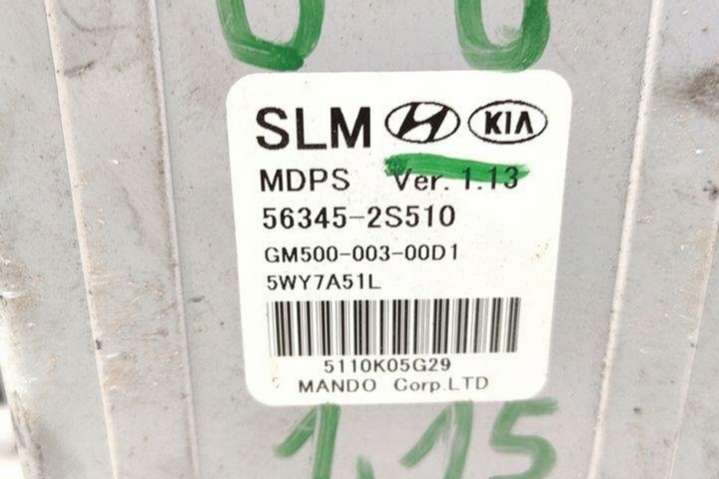 SLM KIA
MDPS Ver. 1.13
56345-2S510
GM500-003-00D1
5WY7A51L
5110K05G29
MANDO Corp.LTD
1.15